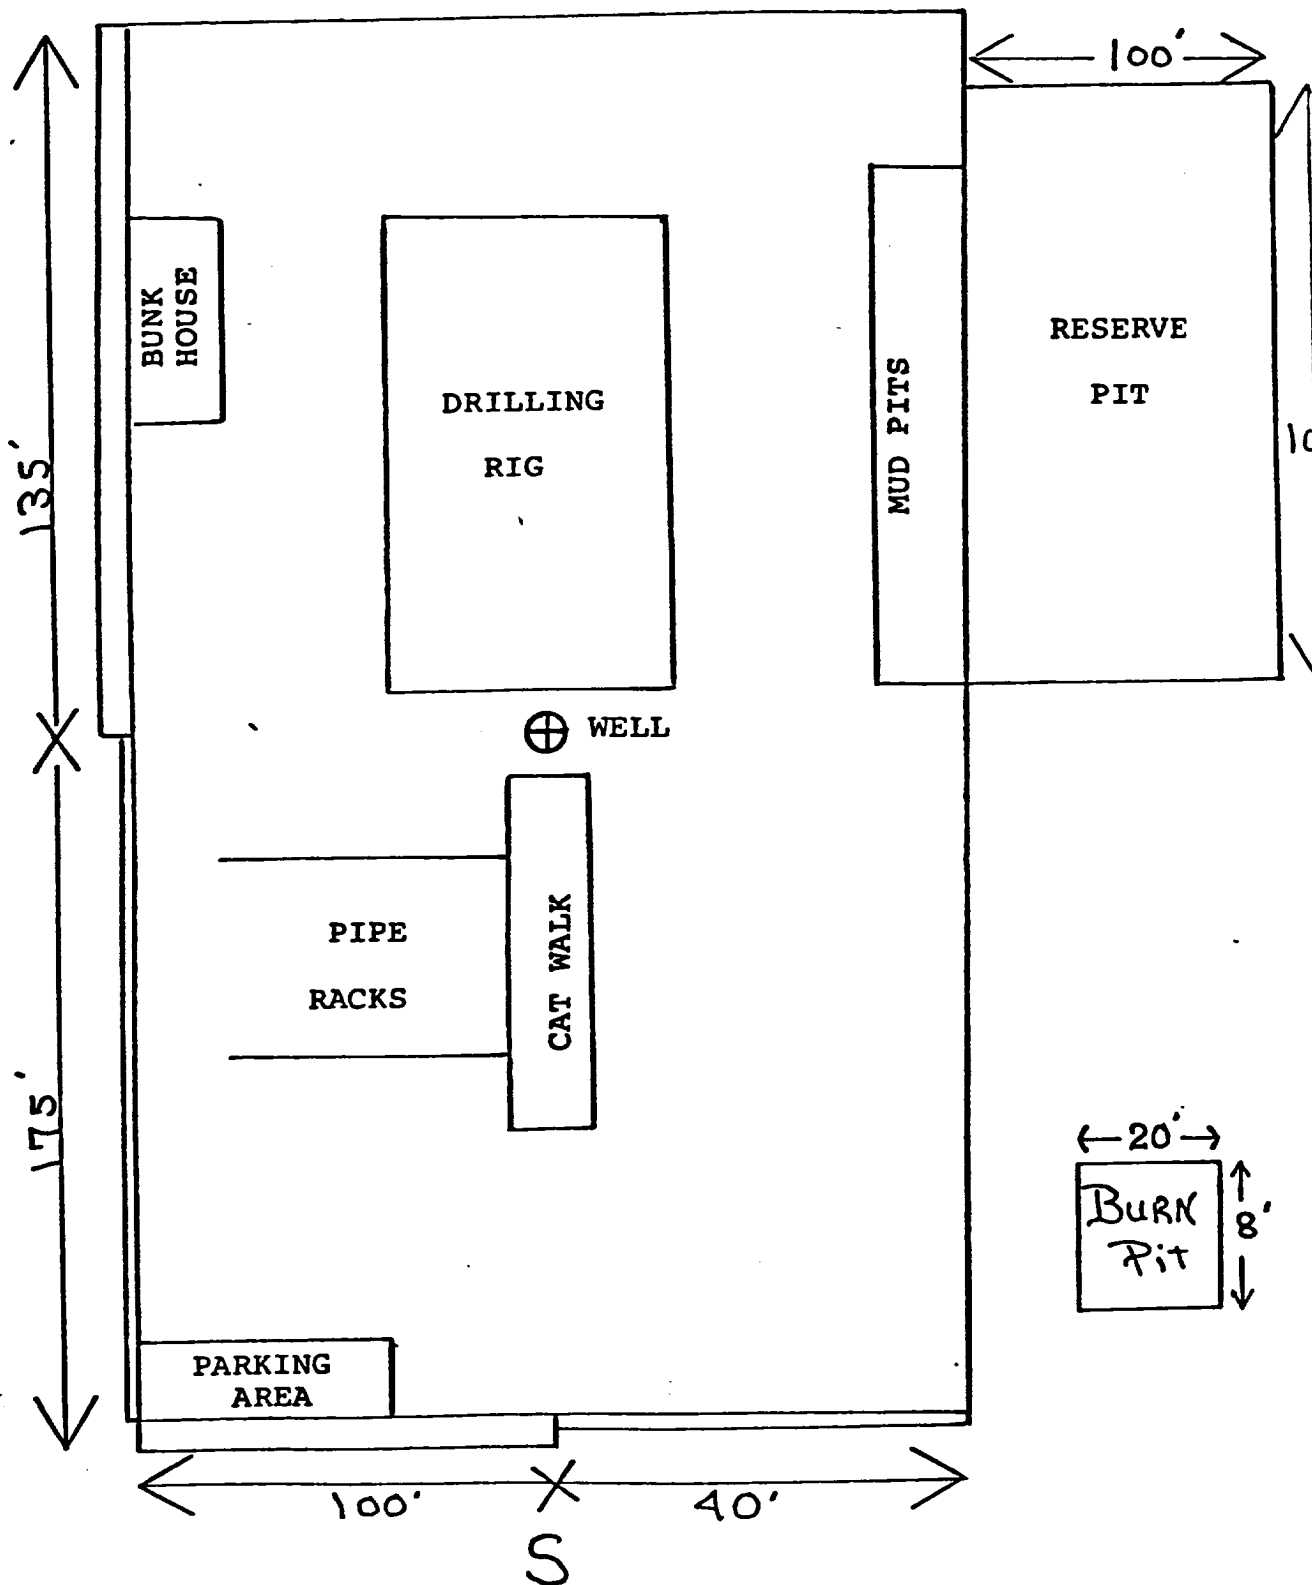 100'
BUNK
HOUSE
DRILLING
RIG
MUD PITS
RESERVE
PIT
135'
WELL
PIPE
RACKS
CAT WALK
175'
20'
BURN
Pit
8'
PARKING
AREA
100'
40'
S